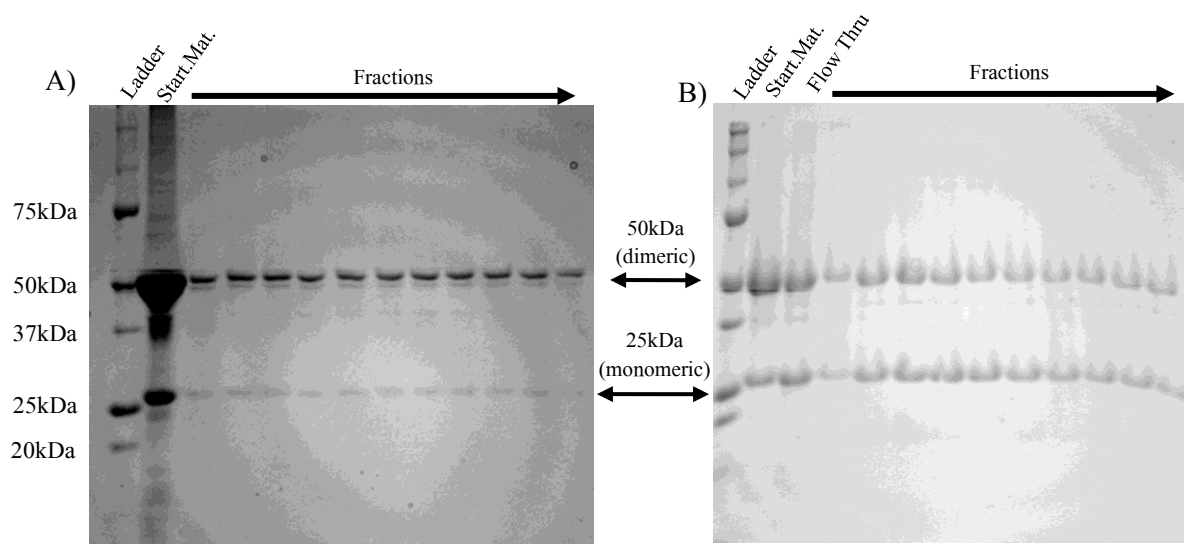 A)
Ladder
Start.Mat.
Fractions
75kDa
50kDa
37kDa
25kDa
20kDa
50kDa
(dimeric)
25kDa
(monomeric)
B)
Ladder
Start.Mat.
Flow Thru
Fractions